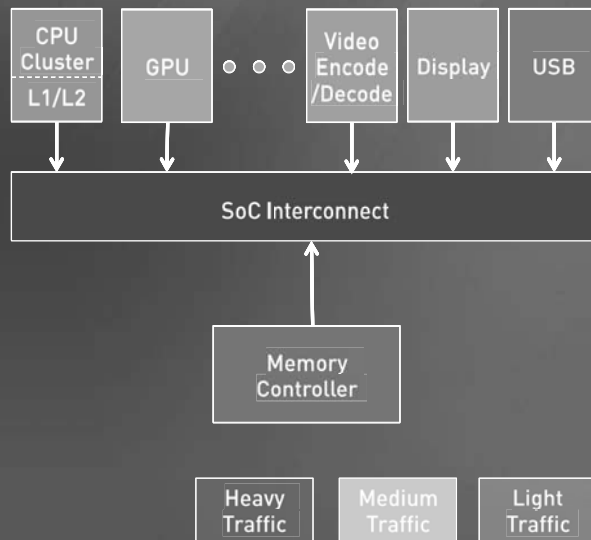 CPU
Cluster
L1/L2
GPU
Video
Encode
/Decode
Display
USB
SoC Interconnect
Memory
Controller
Heavy
Traffic
Medium
Traffic
Light
Traffic